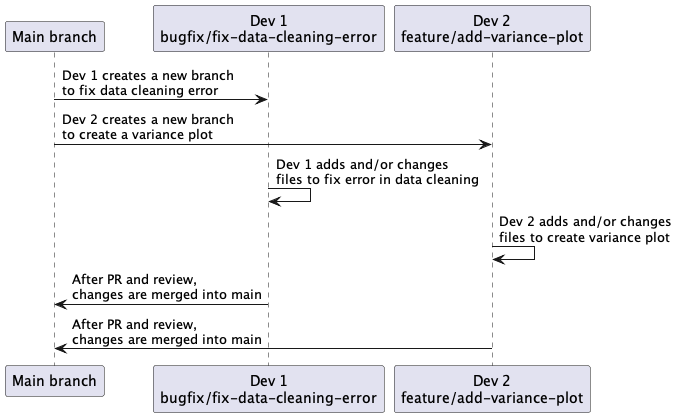 Main branch
Dev 1
bugfix/fix-data-cleaning-error
Dev 2
feature/add-variance-plot
Dev 1 creates a new branch
to fix data cleaning error
Dev 2 creates a new branch
to create a variance plot
Dev 1 adds and/or changes
files to fix error in data cleaning
Dev 2 adds and/or changes
files to create variance plot
After PR and review,
changes are merged into main
After PR and review,
changes are merged into main
Main branch
Dev 1
bugfix/fix-data-cleaning-error
Dev 2
feature/add-variance-plot